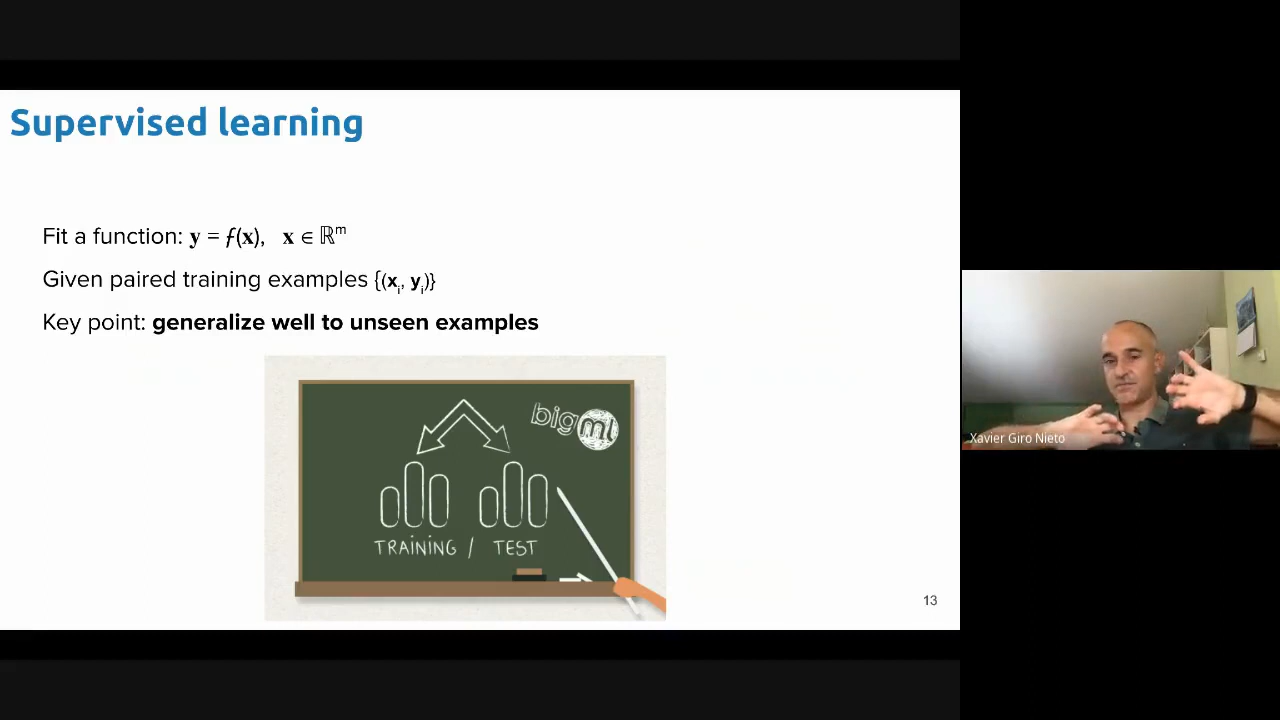 Supervised learning
Fit a function: y = f(x), x ∈ ℝᵐ
Given paired training examples {(xᵢ, yᵢ)}
Key point: generalize well to unseen examples
bigml
TRAINING / TEST
13
Xavier Giro Nieto